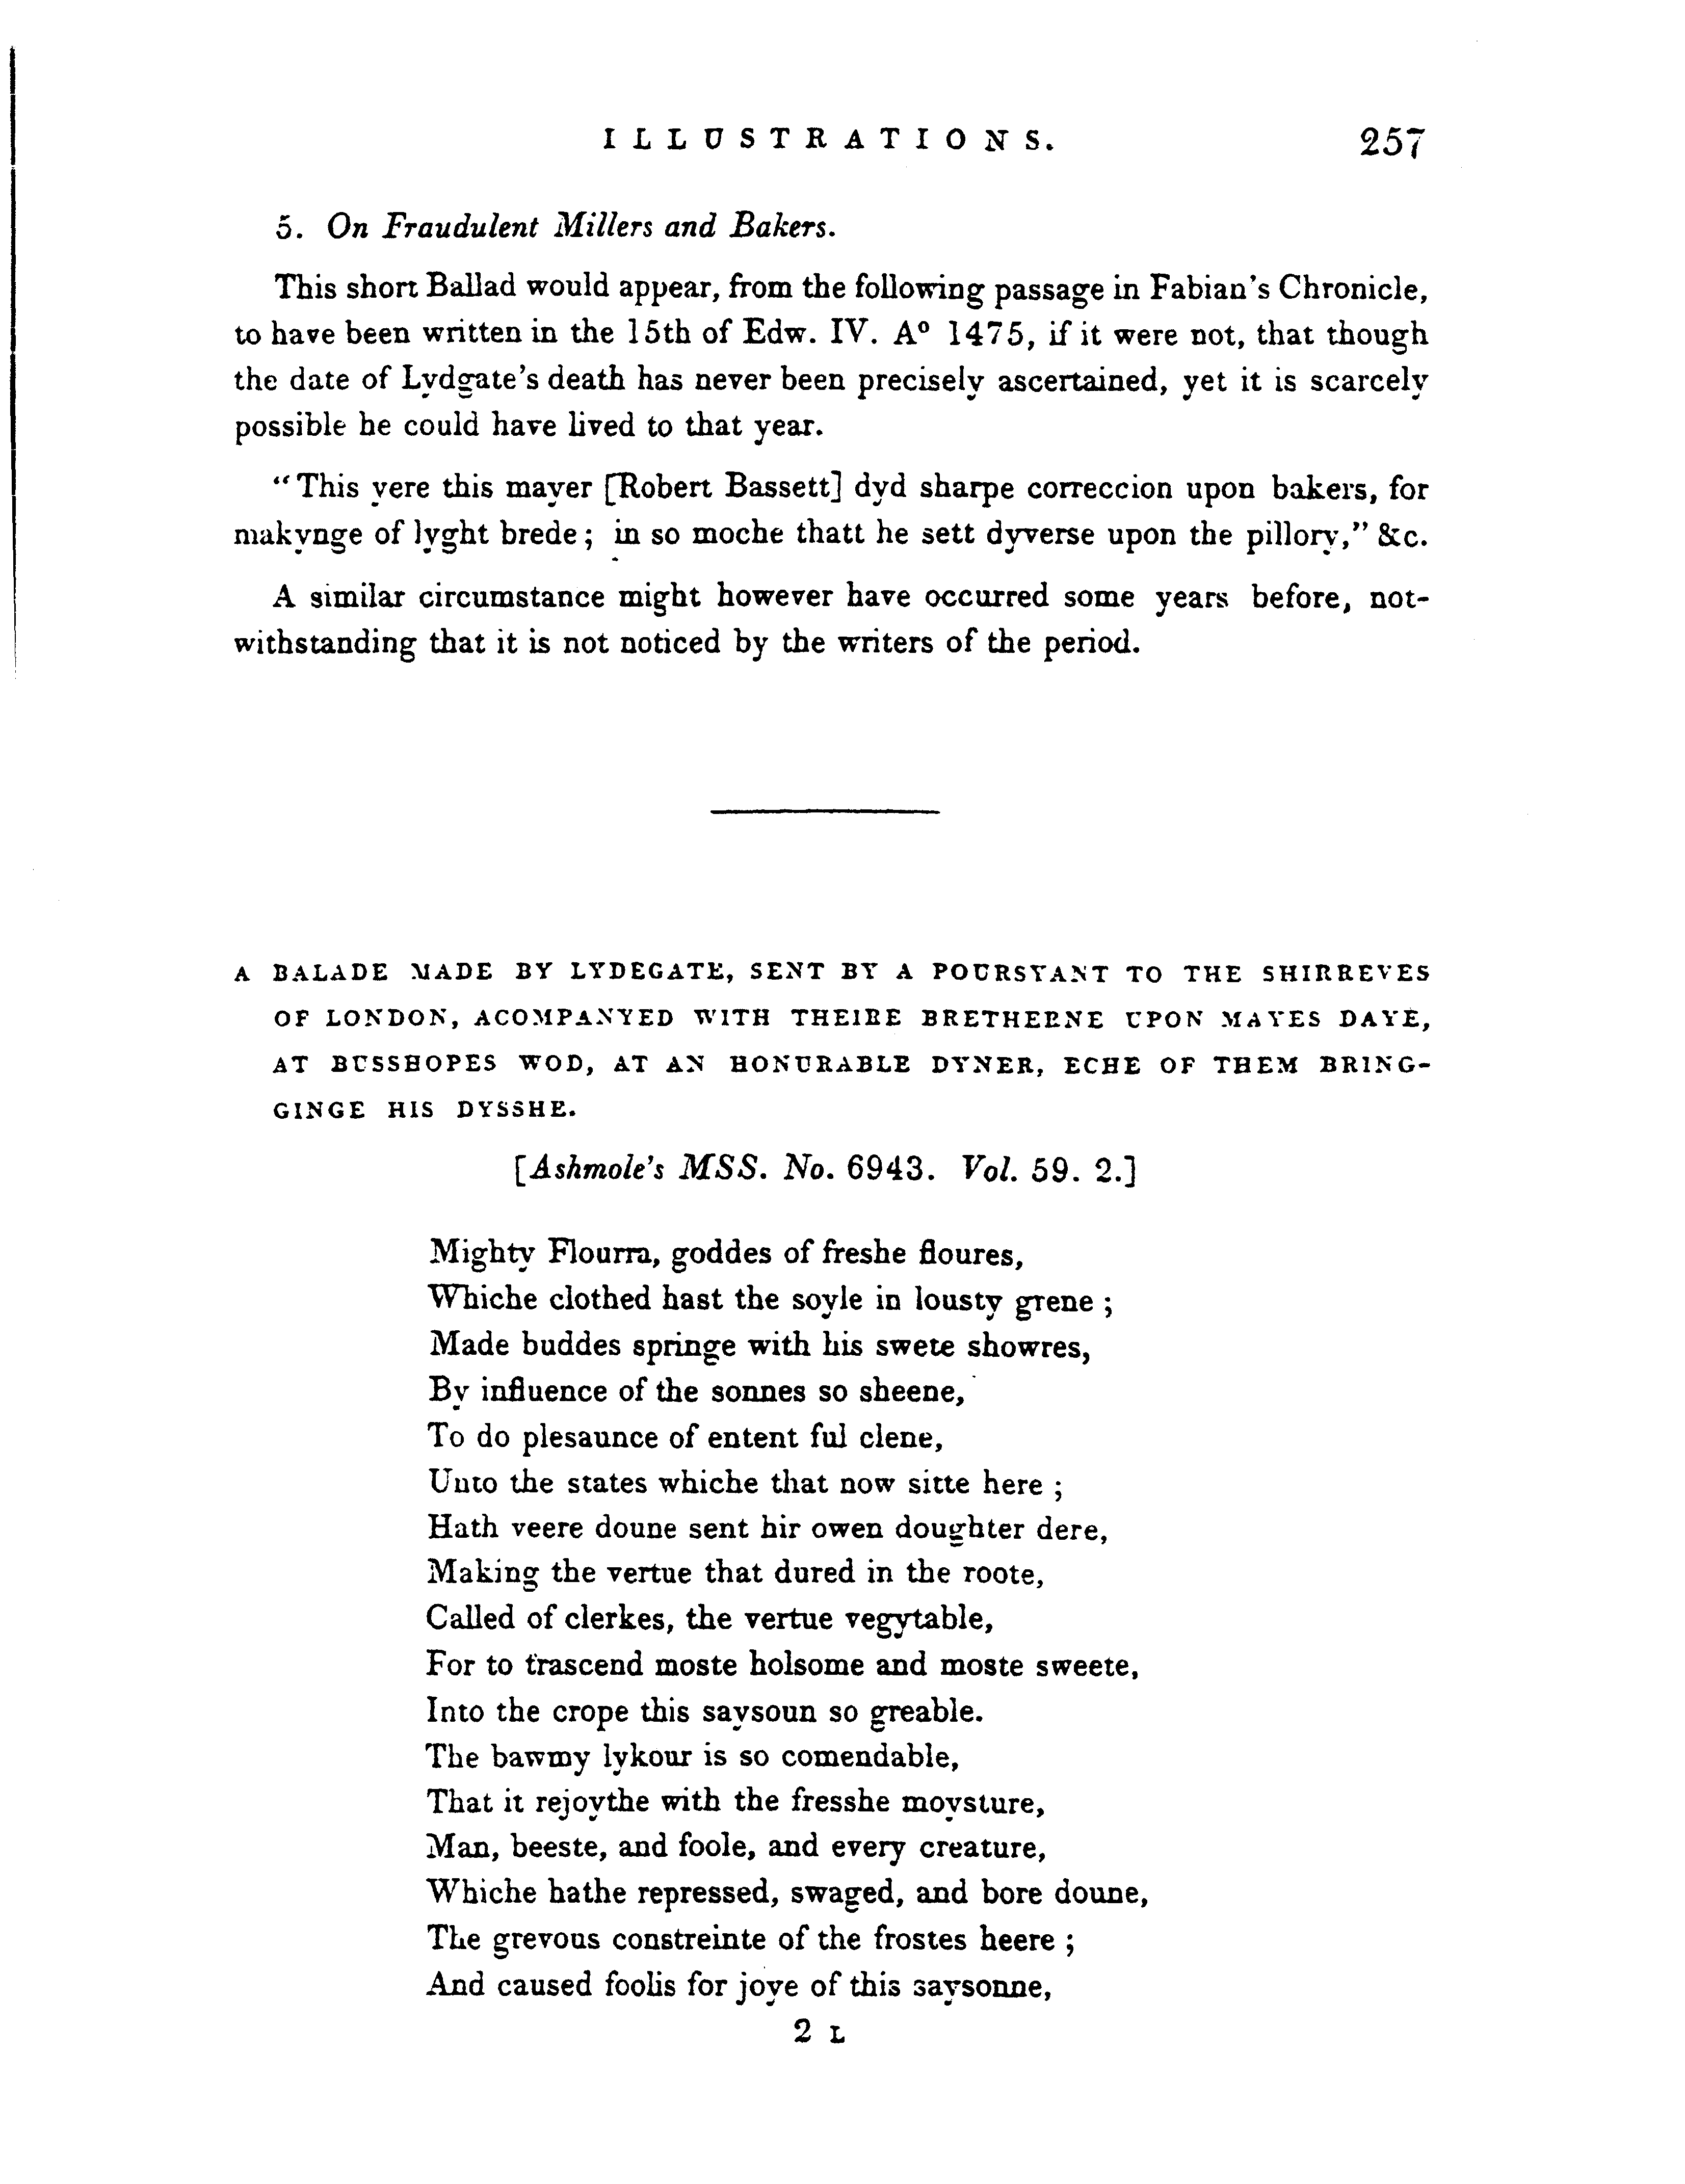 ILLUSTRATIONS. 257
5. On Fraudulent Millers and Bakers.
This short Ballad would appear, from the following passage in Fabian's Chronicle,
to have been written in the 15th of Edw. IV. Aº 1475, if it were not, that though
the date of Lydgate's death has never been precisely ascertained, yet it is scarcely
possible he could have lived to that year.
“This yere this mayer [Robert Bassett] dyd sharpe correccion upon bakers, for
makynge of lyght brede; in so moche thatt he sett dyverse upon the pillory,” &c.
A similar circumstance might however have occurred some years before, not-
withstanding that it is not noticed by the writers of the period.
A BALADE MADE BY LYDEGATE, SENT BY A POURSYANT TO THE SHIRREVES
OF LONDON, ACOMPANYED WITH THEIRE BRETHERNE UPON MAYES DAYE,
AT BUSSHOPES WOD, AT AN HONURABLE DYNER, ECHE OF THEM BRING-
GINGE HIS DYSSHE.
[Ashmole's MSS. No. 6943. Vol. 59. 2.]
Mighty Flourra, goddes of freshe floures,
Whiche clothed hast the soyle in lousty grene;
Made buddes springe with his swete showres,
By influence of the sonnes so sheene,
To do plesaunce of entent ful clene,
Unto the states whiche that now sitte here;
Hath veere doune sent hir owen doughter dere,
Making the vertue that dured in the roote,
Called of clerkes, the vertue vegytable,
For to trascend moste holsome and moste sweete,
Into the crope this saysoun so greable.
The bawmy lykour is so comendable,
That it rejoythe with the fresshe moysture,
Man, beeste, and foole, and every creature,
Whiche hathe repressed, swaged, and bore doune,
The grevous constreinte of the frostes heere;
And caused foolis for joye of this saysonne,
2 L